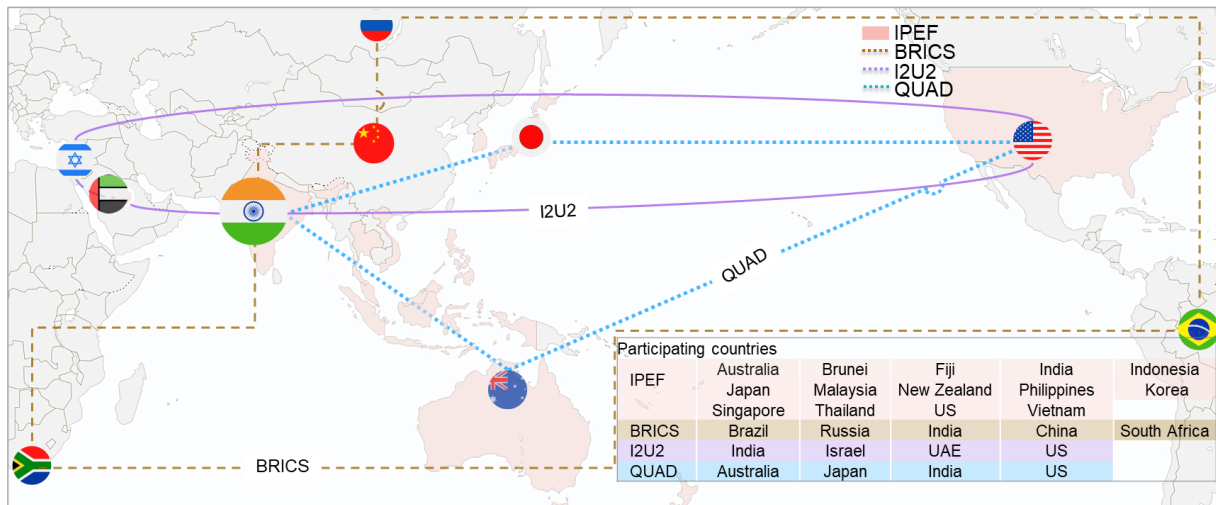 IPEF
BRICS
I2U2
QUAD
I2U2
QUAD
BRICS
Participating countries
IPEF Australia Brunei Fiji India Indonesia
Japan Malaysia New Zealand Philippines Korea
Singapore Thailand US Vietnam
BRICS Brazil Russia India China South Africa
I2U2 India Israel UAE US
QUAD Australia Japan India US